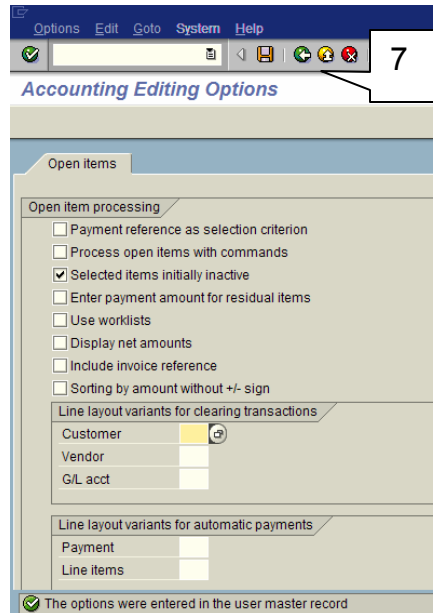 Options Edit Goto System Help
7
Accounting Editing Options
Open items
Open item processing
Payment reference as selection criterion
Process open items with commands
Selected items initially inactive
Enter payment amount for residual items
Use worklists
Display net amounts
Include invoice reference
Sorting by amount without +/- sign
Line layout variants for clearing transactions
Customer
Vendor
G/L acct
Line layout variants for automatic payments
Payment
Line items
The options were entered in the user master record